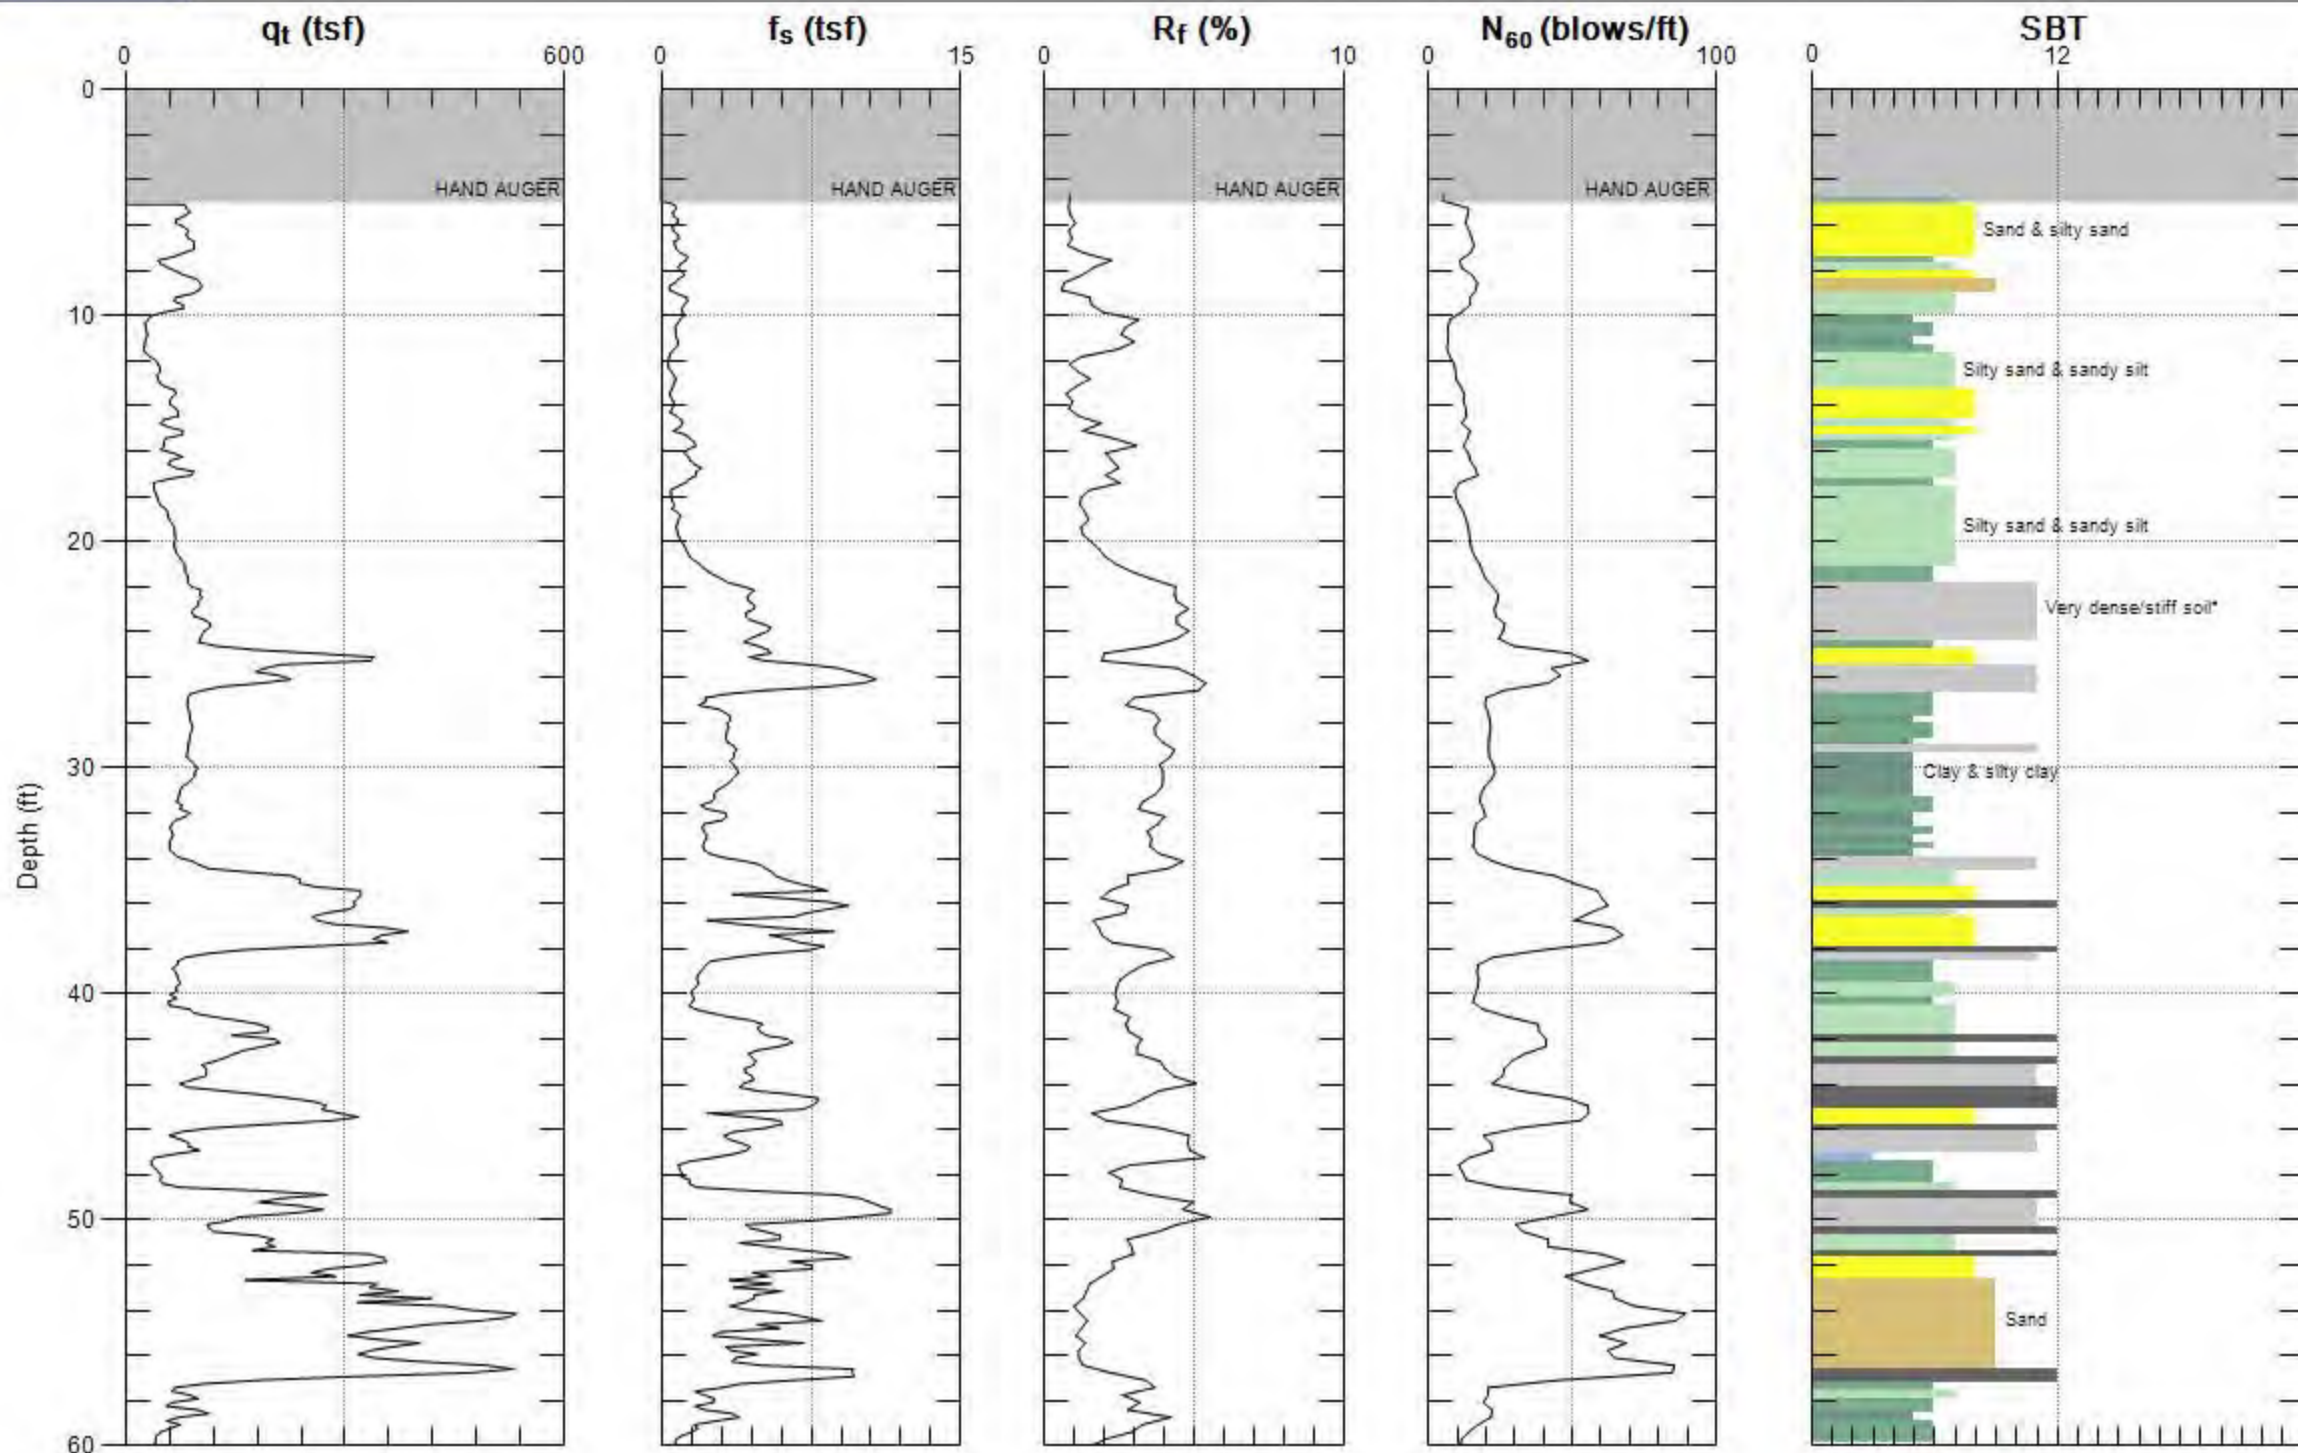 qt (tsf)
fs (tsf)
Rf (%)
N60 (blows/ft)
SBT
0
600
0
15
0
10
0
100
0
12
0
HAND AUGER
HAND AUGER
HAND AUGER
HAND AUGER
Sand & silty sand
10
Silty sand & sandy silt
Silty sand & sandy silt
20
Very dense/stiff soil*
30
Clay & silty clay
Depth (ft)
40
50
Sand
60